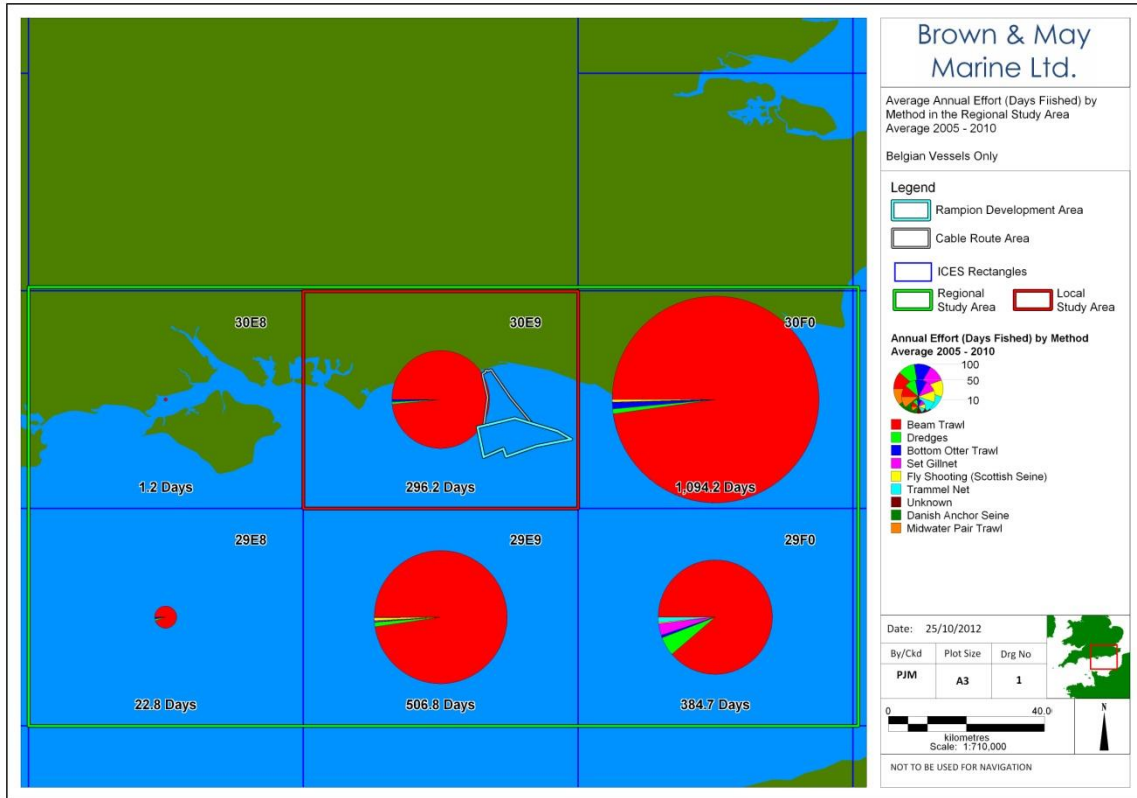 30E8
30E9
30F0
1.2 Days
296.2 Days
1,094.2 Days
29E8
29E9
29F0
22.8 Days
506.8 Days
384.7 Days
Brown & May
Marine Ltd.
Average Annual Effort (Days Fiished) by
Method in the Regional Study Area
Average 2005 - 2010
Belgian Vessels Only
Legend
Rampion Development Area
Cable Route Area
ICES Rectangles
Regional
Study Area
Local
Study Area
Annual Effort (Days Fished) by Method
Average 2005 - 2010
100
50
10
Beam Trawl
Dredges
Bottom Otter Trawl
Set Gillnet
Fly Shooting (Scottish Seine)
Trammel Net
Unknown
Danish Anchor Seine
Midwater Pair Trawl
Date: 25/10/2012
By/Ckd Plot Size Drg No
PJM A3 1
0 40.0
kilometres
Scale: 1:710,000
N
NOT TO BE USED FOR NAVIGATION